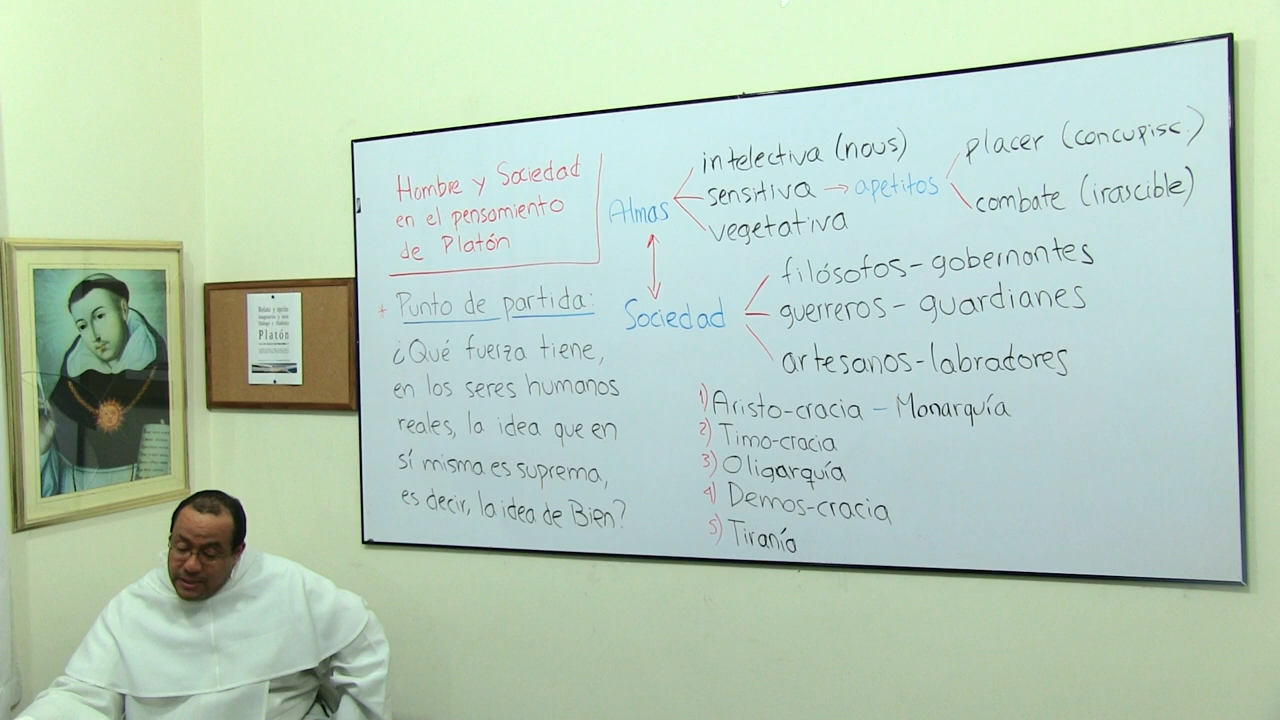 Hombre y Sociedad
en el pensamiento
de Platón
* Punto de partida:
¿Qué fuerza tiene,
en los seres humanos
reales, la idea que en
sí misma es suprema,
es decir, la idea de Bien?
Almas
intelectiva (nous)
sensitiva → apetitos
vegetativa
placer (concupisc.)
combate (irascible)
Sociedad
filósofos - gobernantes
guerreros - guardianes
artesanos - labradores
1) Aristo-cracia - Monarquía
2) Timo-cracia
3) Oligarquía
4) Demos-cracia
5) Tiranía
Platón